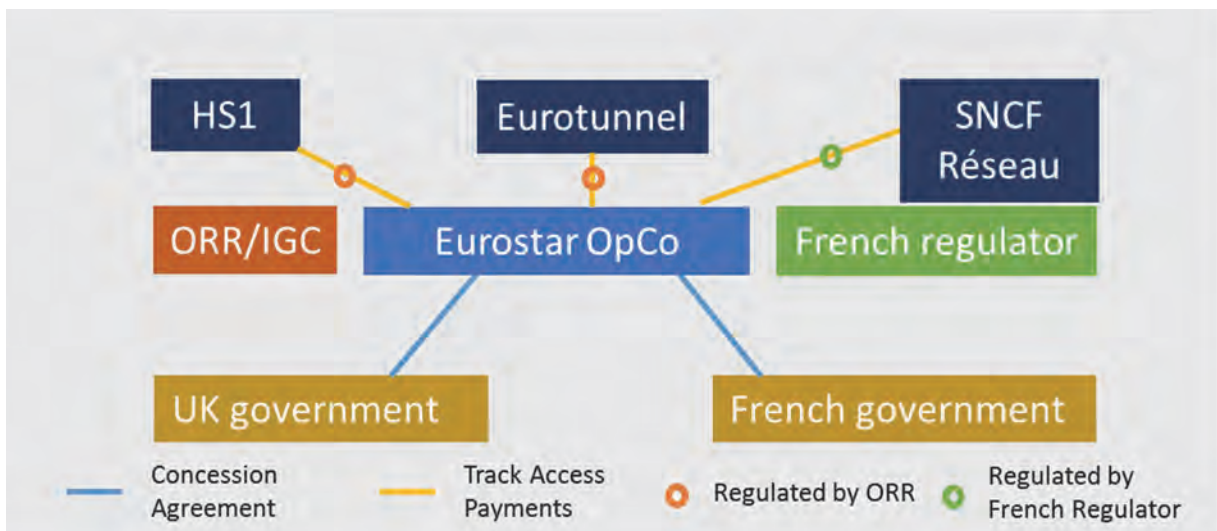 HS1
Eurotunnel
SNCF
Réseau
ORR/IGC
Eurostar OpCo
French regulator
UK government
French government
Concession
Agreement
Track Access
Payments
Regulated by ORR
Regulated by
French Regulator